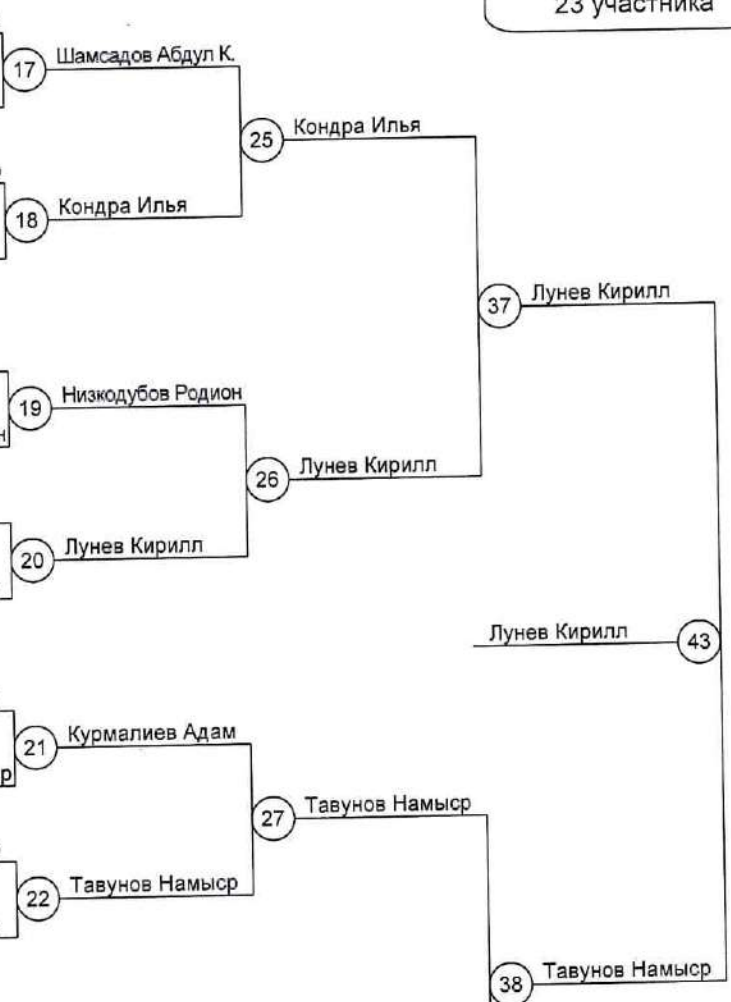 23 участника
17 Шамсадов Абдул К.
25 Кондра Илья
18 Кондра Илья
37 Лунев Кирилл
19 Низкодубов Родион
н
26 Лунев Кирилл
20 Лунев Кирилл
Лунев Кирилл 43
21 Курмалиев Адам
р
27 Тавунов Намыср
22 Тавунов Намыср
38 Тавунов Намыср